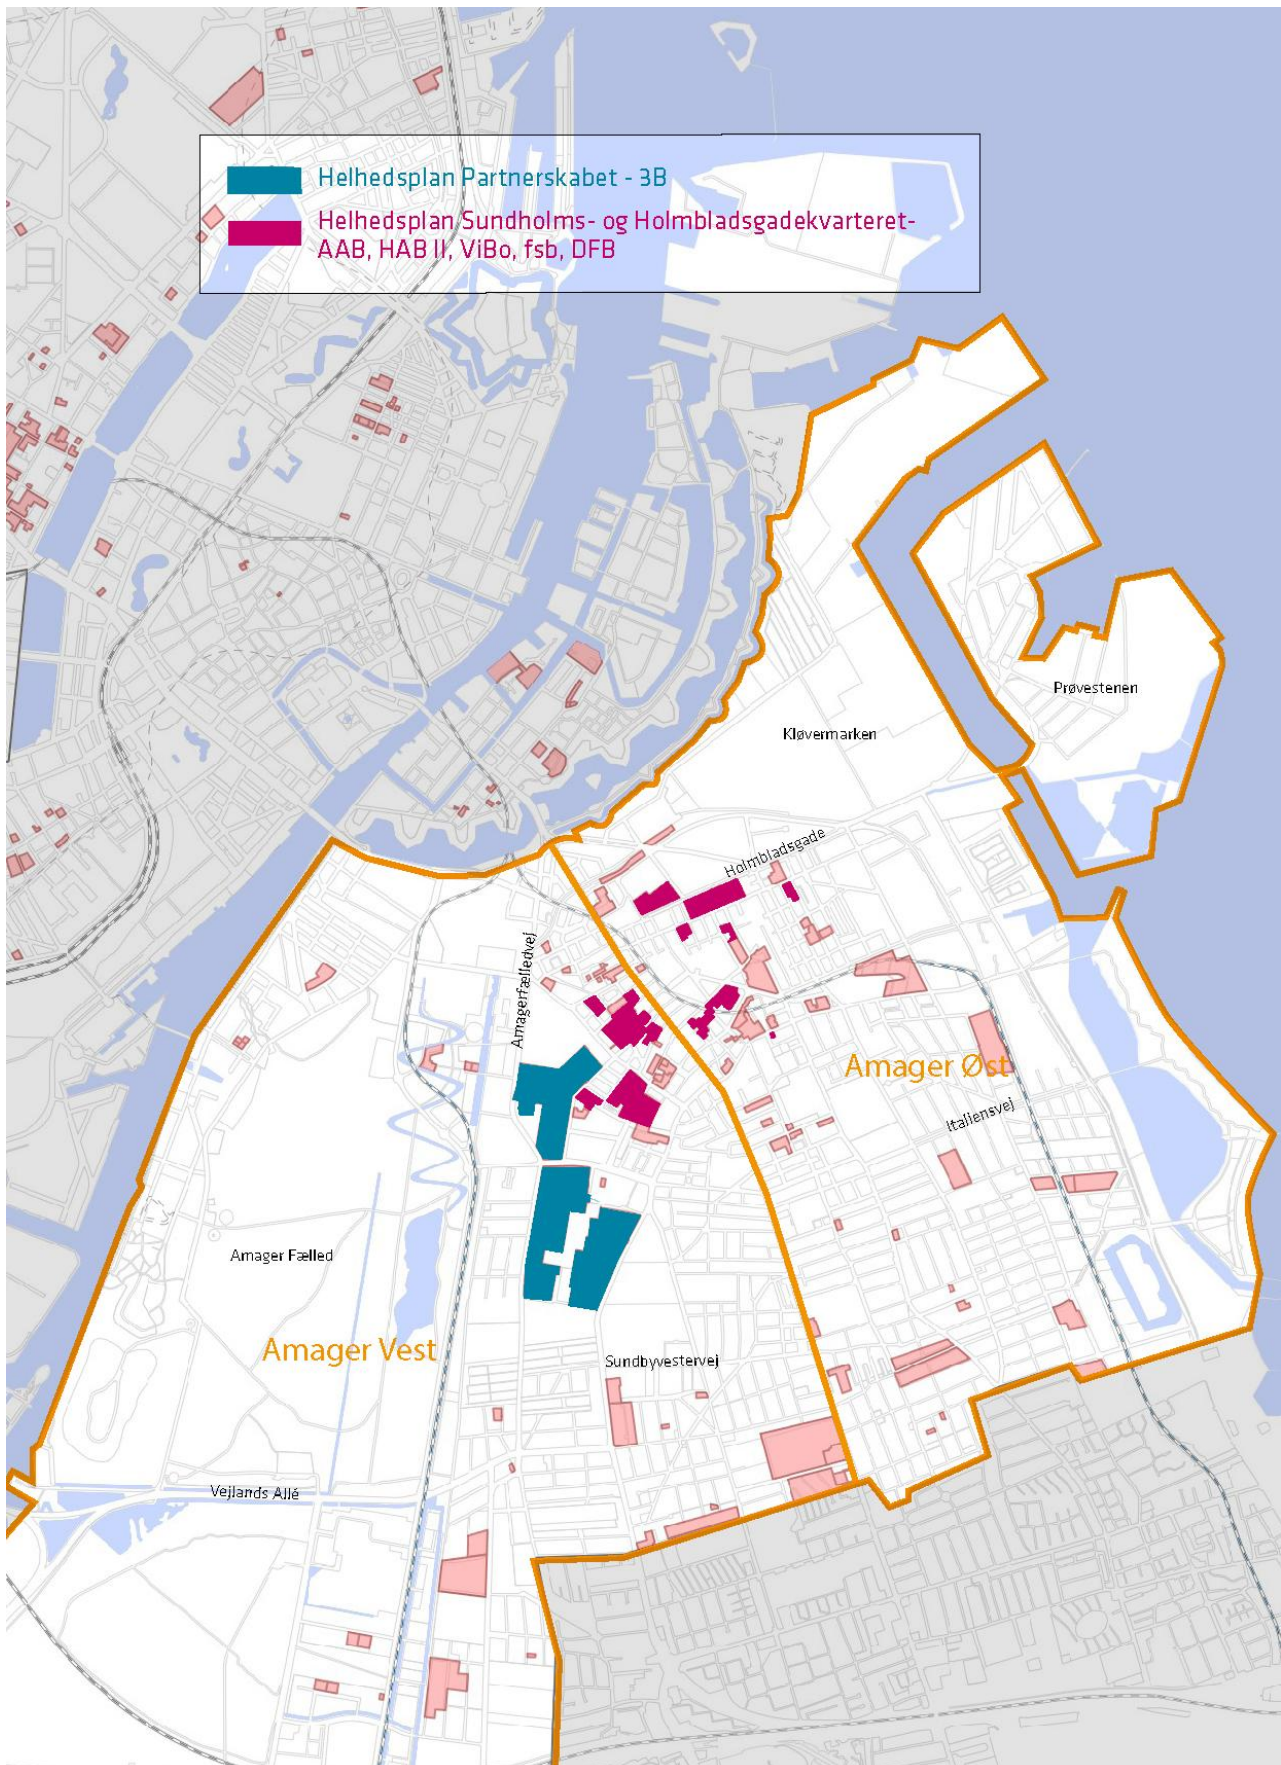 Helhedsplan Partnerskabet - 3B
Helhedsplan Sundholms- og Holmbladsgadekvarteret-
AAB, HAB II, ViBo, fsb, DFB
Prøvestenen
Kløvermarken
Holmbladsgade
Amagerfælledvej
Amager Øst
Italiensvej
Amager Fælled
Amager Vest
Sundbyvestervej
Vejlands Allé